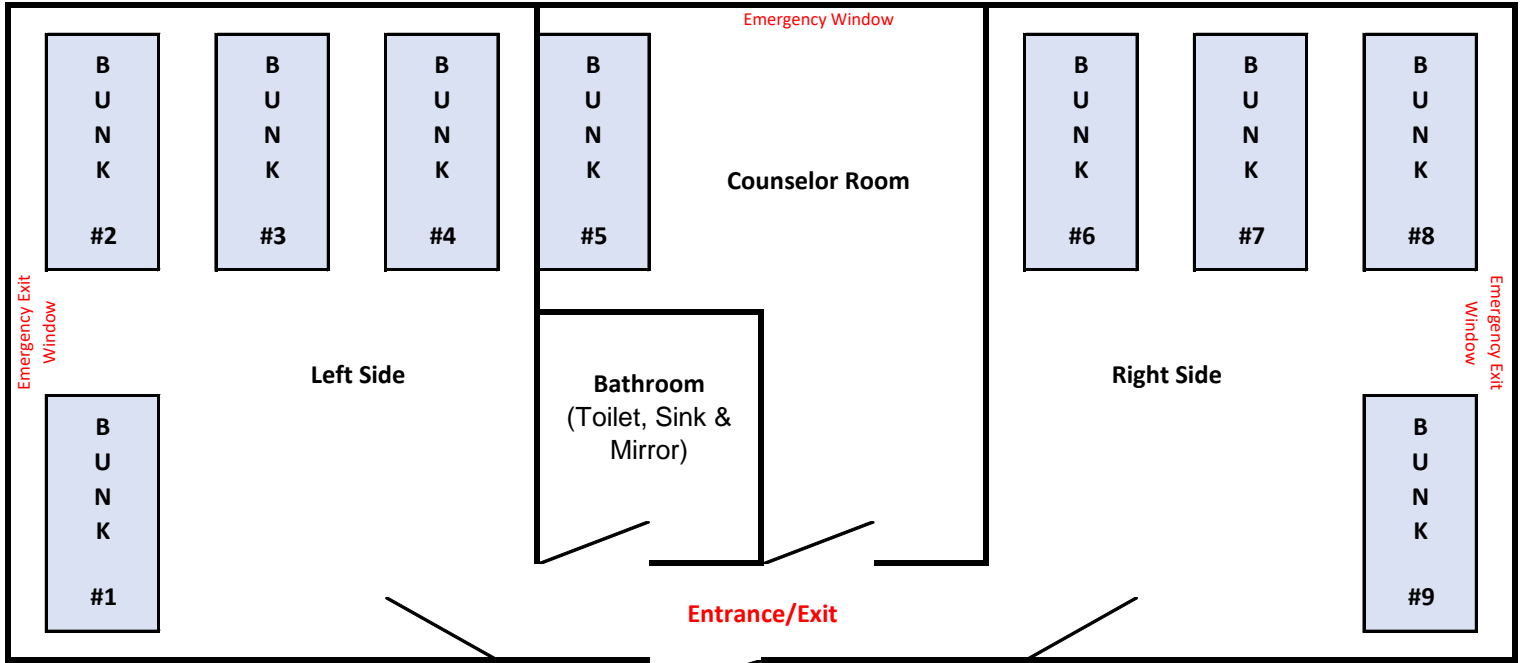 Emergency Window
B
U
N
K
#2
B
U
N
K
#3
B
U
N
K
#4
B
U
N
K
#5
Counselor Room
B
U
N
K
#6
B
U
N
K
#7
B
U
N
K
#8
Emergency Exit
Window
Left Side
Bathroom
(Toilet, Sink &
Mirror)
Right Side
Emergency Exit
Window
B
U
N
K
#1
Entrance/Exit
B
U
N
K
#9